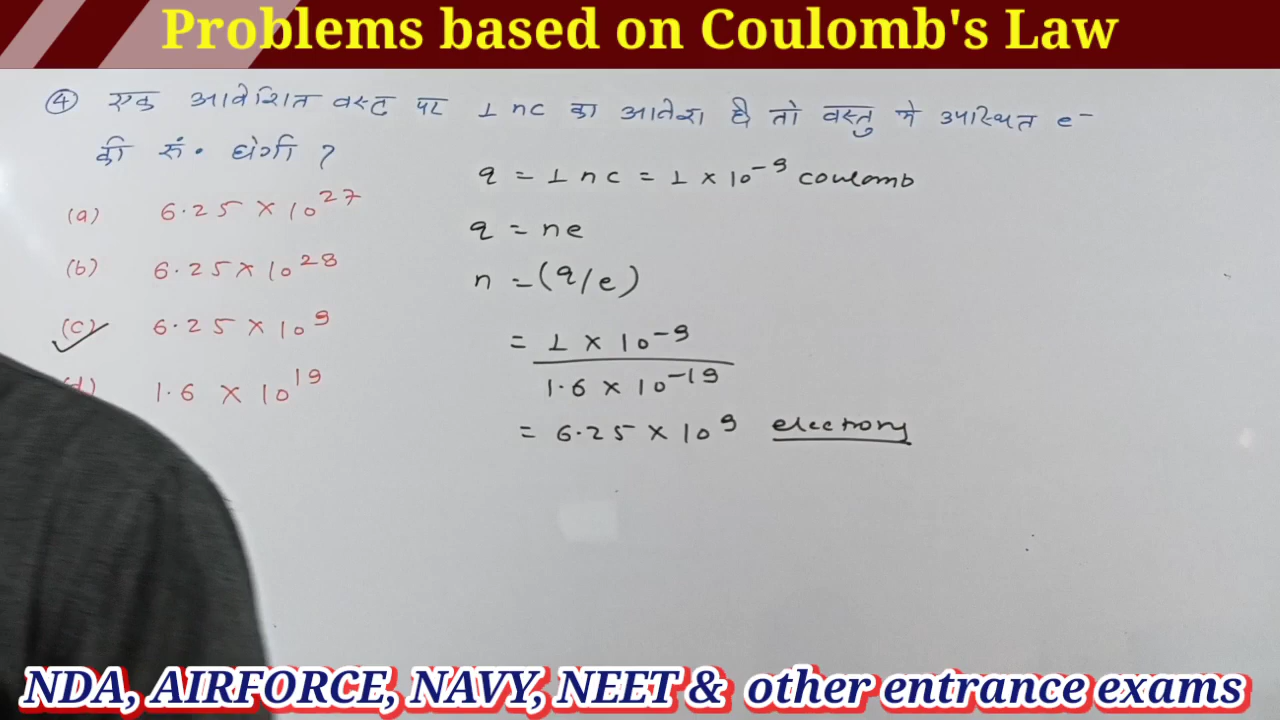 Problems based on Coulomb's Law
④ एक आवेशित वस्तु पर 1 nc का आवेश है तो वस्तु मे उपस्थित e-
की सं. होगी ?
q = 1 nc = 1 × 10⁻⁹ coulomb
(a) 6.25 × 10²⁷
q = ne
(b) 6.25 × 10²⁸
n = (q/e)
(c) 6.25 × 10⁹
= 1 × 10⁻⁹
1.6 × 10⁻¹⁹
(d) 1.6 × 10¹⁹
= 6.25 × 10⁹ electrons
NDA, AIRFORCE, NAVY, NEET & other entrance exams